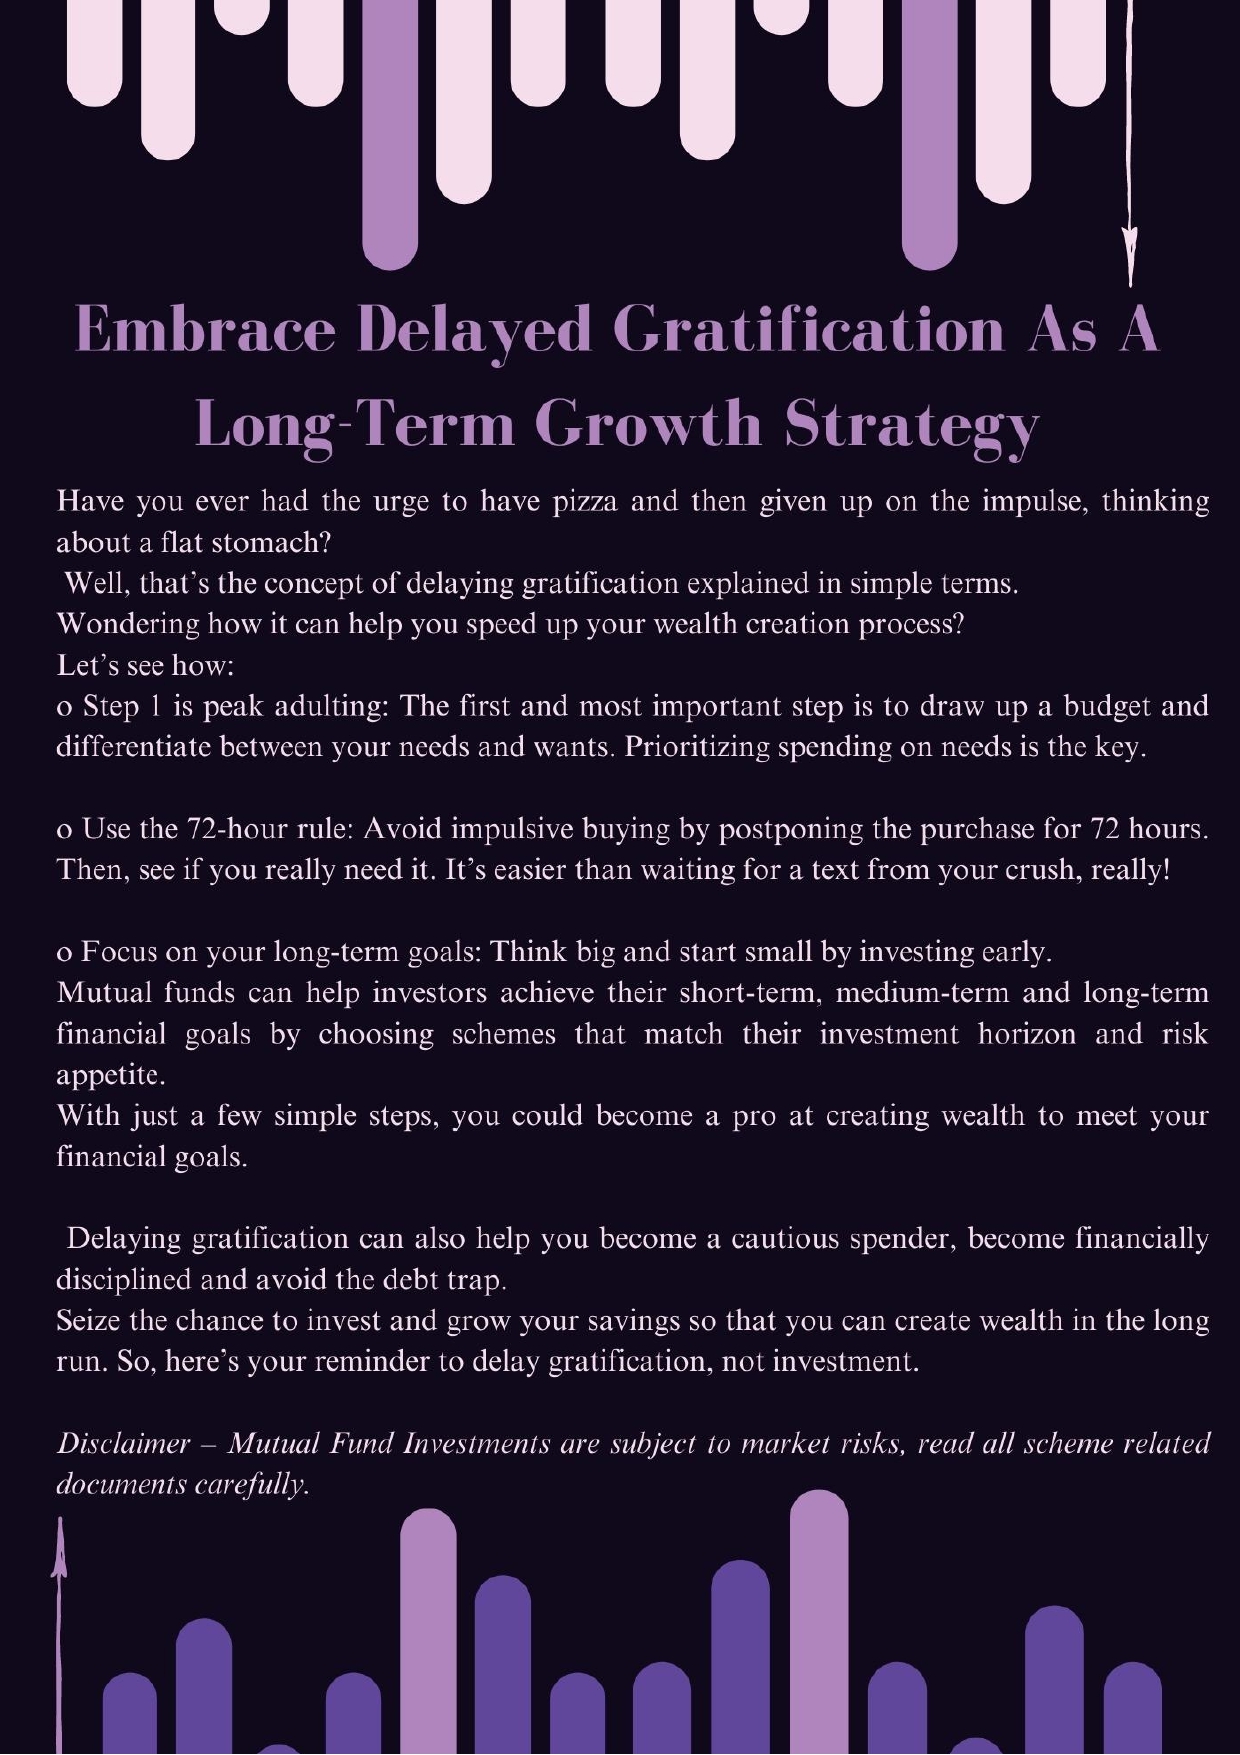 Embrace Delayed Gratification As A
Long-Term Growth Strategy
Have you ever had the urge to have pizza and then given up on the impulse, thinking
about a flat stomach?
Well, that’s the concept of delaying gratification explained in simple terms.
Wondering how it can help you speed up your wealth creation process?
Let’s see how:
o Step 1 is peak adulting: The first and most important step is to draw up a budget and
differentiate between your needs and wants. Prioritizing spending on needs is the key.
o Use the 72-hour rule: Avoid impulsive buying by postponing the purchase for 72 hours.
Then, see if you really need it. It’s easier than waiting for a text from your crush, really!
o Focus on your long-term goals: Think big and start small by investing early.
Mutual funds can help investors achieve their short-term, medium-term and long-term
financial goals by choosing schemes that match their investment horizon and risk
appetite.
With just a few simple steps, you could become a pro at creating wealth to meet your
financial goals.
Delaying gratification can also help you become a cautious spender, become financially
disciplined and avoid the debt trap.
Seize the chance to invest and grow your savings so that you can create wealth in the long
run. So, here’s your reminder to delay gratification, not investment.
Disclaimer – Mutual Fund Investments are subject to market risks, read all scheme related
documents carefully.